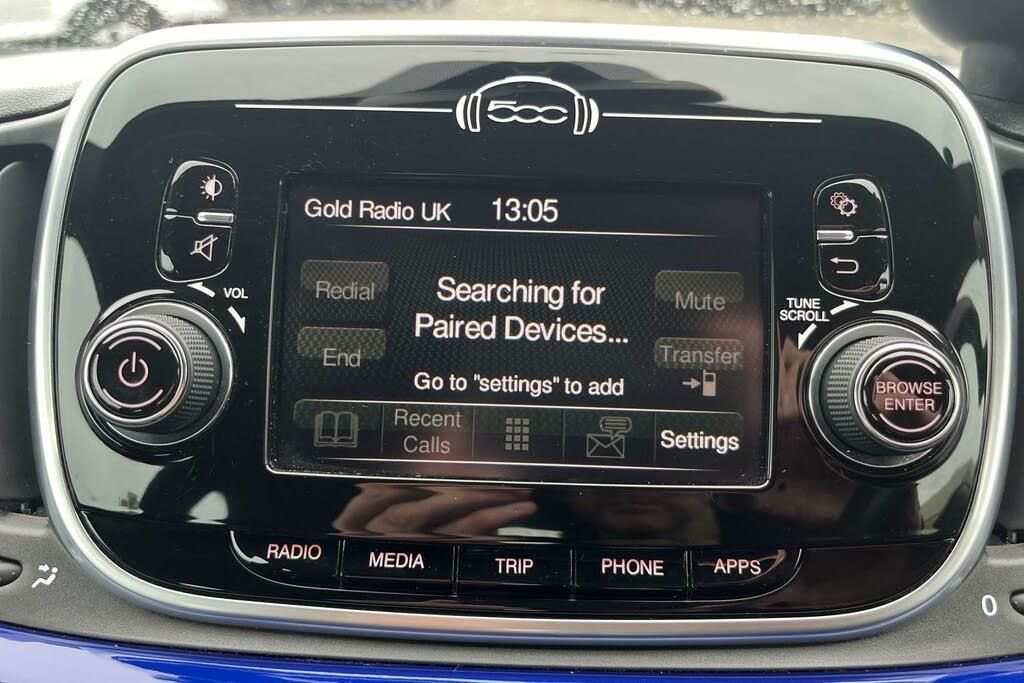 500
Gold Radio UK 13:05
VOL
TUNE
SCROLL
Redial
Searching for
Paired Devices...
Mute
End
Transfer
Go to "settings" to add
BROWSE
ENTER
Recent
Calls
Settings
RADIO
MEDIA
TRIP
PHONE
APPS
0